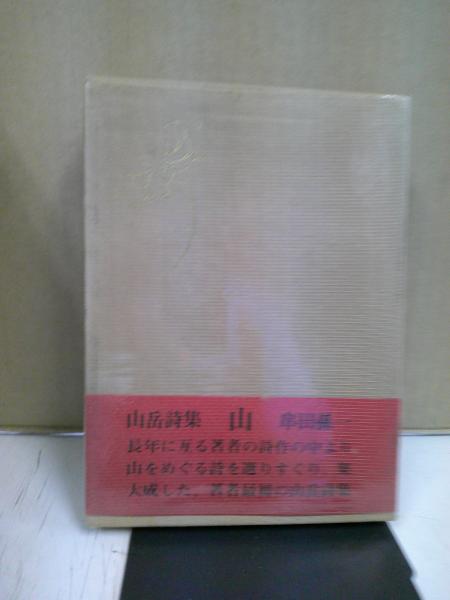 山岳詩集 山 串田孫一
長年に亙る著者の詩作の中より、
山をめぐる詩を選りすぐり、集
大成した、著者最初の山岳詩集